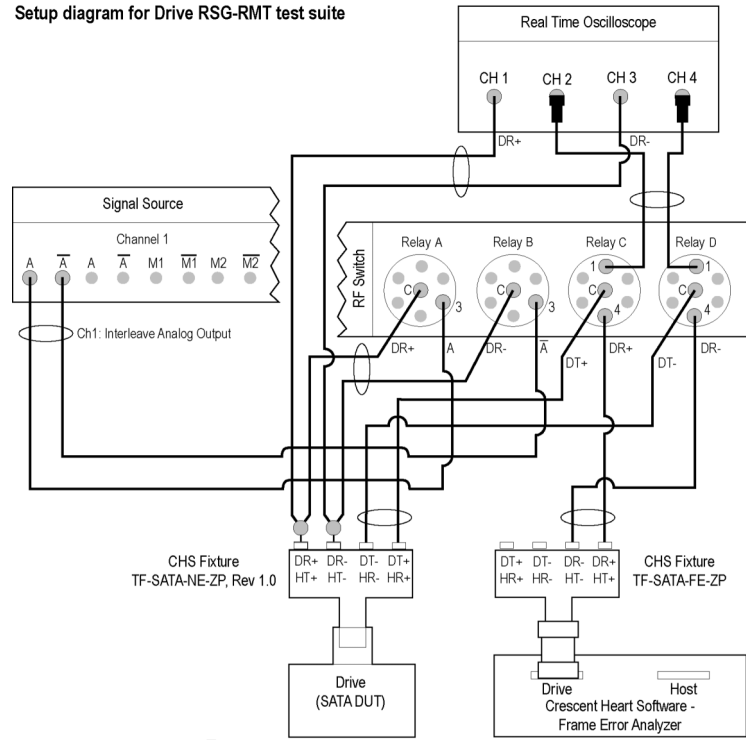 Setup diagram for Drive RSG-RMT test suite
Real Time Oscilloscope
CH 1 CH 2 CH 3 CH 4
DR+ DR-
Signal Source
Channel 1
A A̅ A A̅ M1 M̅1̅ M2 M̅2̅
Ch1: Interleave Analog Output
RF Switch
Relay A Relay B Relay C Relay D
1 1
C C C C
3 3 4 4
DR+ A DR- A̅ DT+ DR+ DT- DR-
CHS Fixture
TF-SATA-NE-ZP, Rev 1.0
DR+ DR- DT- DT+
HT+ HT- HR- HR+
DT+ DT- DR- DR+
HR+ HR- HT- HT+
CHS Fixture
TF-SATA-FE-ZP
Drive
(SATA DUT)
Drive Host
Crescent Heart Software -
Frame Error Analyzer